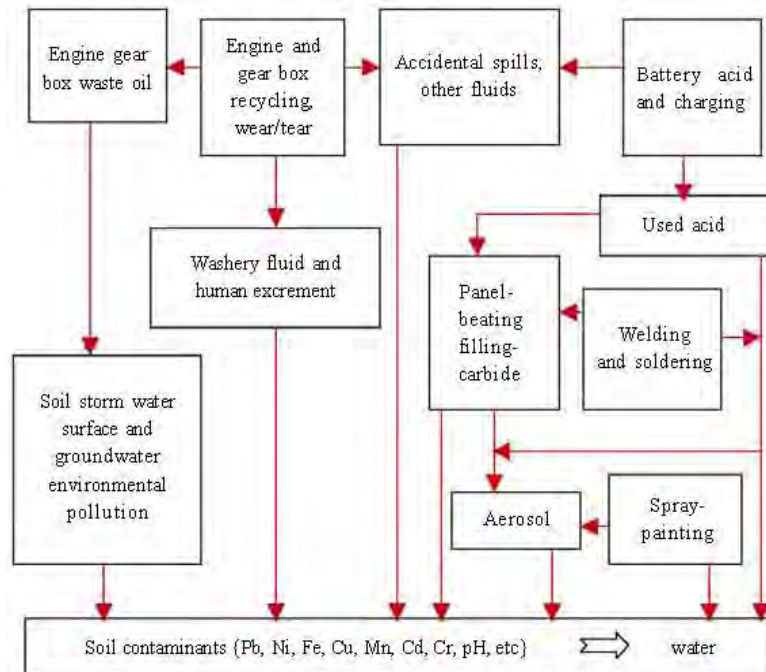 Engine gear
box waste oil
Engine and
gear box
recycling,
wear/tear
Accidental spills,
other fluids
Battery acid
and charging
Used acid
Washery fluid and
human excrement
Panel-
beating
filling-
carbide
Welding
and soldering
Soil storm water
surface and
groundwater
environmental
pollution
Aerosol
Spray-
painting
Soil contaminants {Pb, Ni, Fe, Cu, Mn, Cd, Cr, pH, etc} water